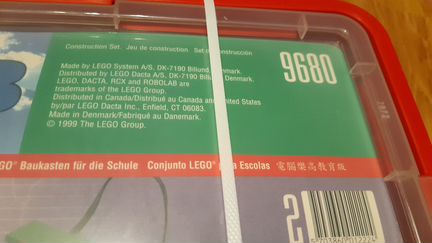 Construction Set. Jeu de construction. Set de construcción
9680
Made by LEGO System A/S, DK-7190 Billund, Denmark.
Distributed by LEGO Dacta A/S, DK-7190 Billund, Denmark.
LEGO, DACTA, RCX and ROBOLAB are
trademarks of the LEGO Group.
Distributed in Canada/Distribué au Canada and United States
by/par LEGO Dacta Inc., Enfield, CT 06083.
Made in Denmark/Fabriqué au Danemark.
© 1999 The LEGO Group.
LEGO® Baukasten für die Schule Conjunto LEGO® para Escolas 電腦樂高教育版
2